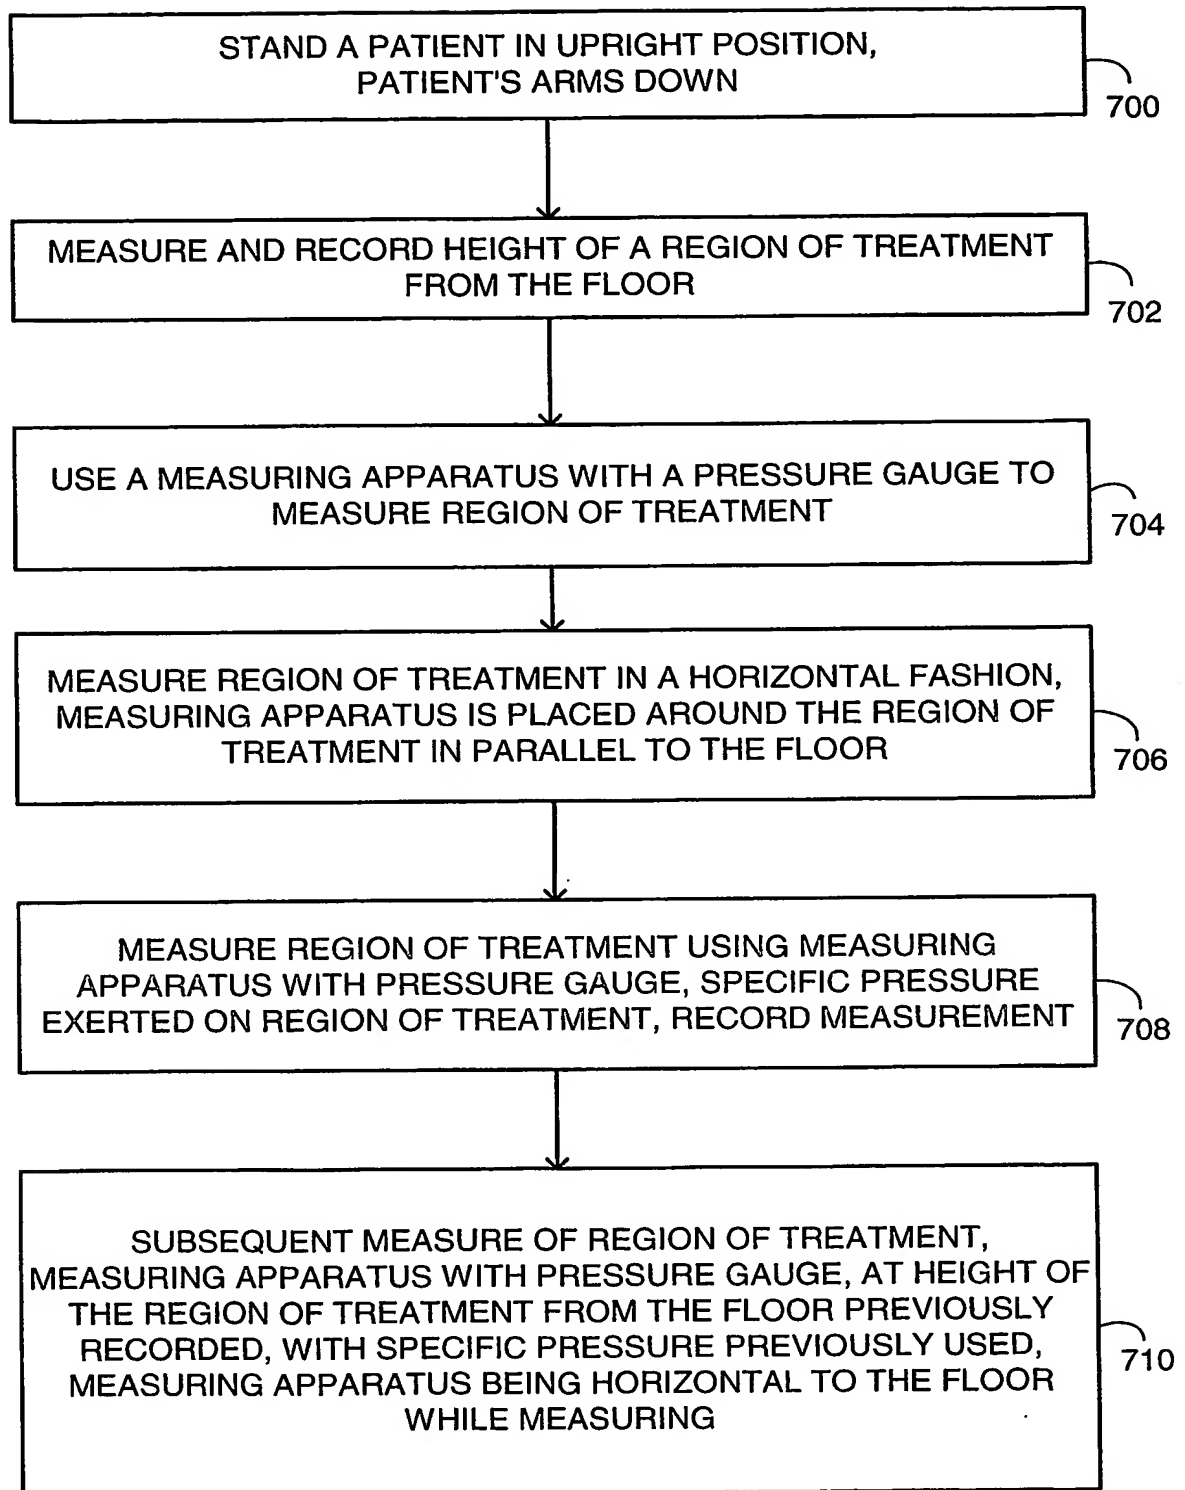 STAND A PATIENT IN UPRIGHT POSITION,
PATIENT'S ARMS DOWN
700
MEASURE AND RECORD HEIGHT OF A REGION OF TREATMENT
FROM THE FLOOR
702
USE A MEASURING APPARATUS WITH A PRESSURE GAUGE TO
MEASURE REGION OF TREATMENT
704
MEASURE REGION OF TREATMENT IN A HORIZONTAL FASHION,
MEASURING APPARATUS IS PLACED AROUND THE REGION OF
TREATMENT IN PARALLEL TO THE FLOOR
706
MEASURE REGION OF TREATMENT USING MEASURING
APPARATUS WITH PRESSURE GAUGE, SPECIFIC PRESSURE
EXERTED ON REGION OF TREATMENT, RECORD MEASUREMENT
708
SUBSEQUENT MEASURE OF REGION OF TREATMENT,
MEASURING APPARATUS WITH PRESSURE GAUGE, AT HEIGHT OF
THE REGION OF TREATMENT FROM THE FLOOR PREVIOUSLY
RECORDED, WITH SPECIFIC PRESSURE PREVIOUSLY USED,
MEASURING APPARATUS BEING HORIZONTAL TO THE FLOOR
WHILE MEASURING
710